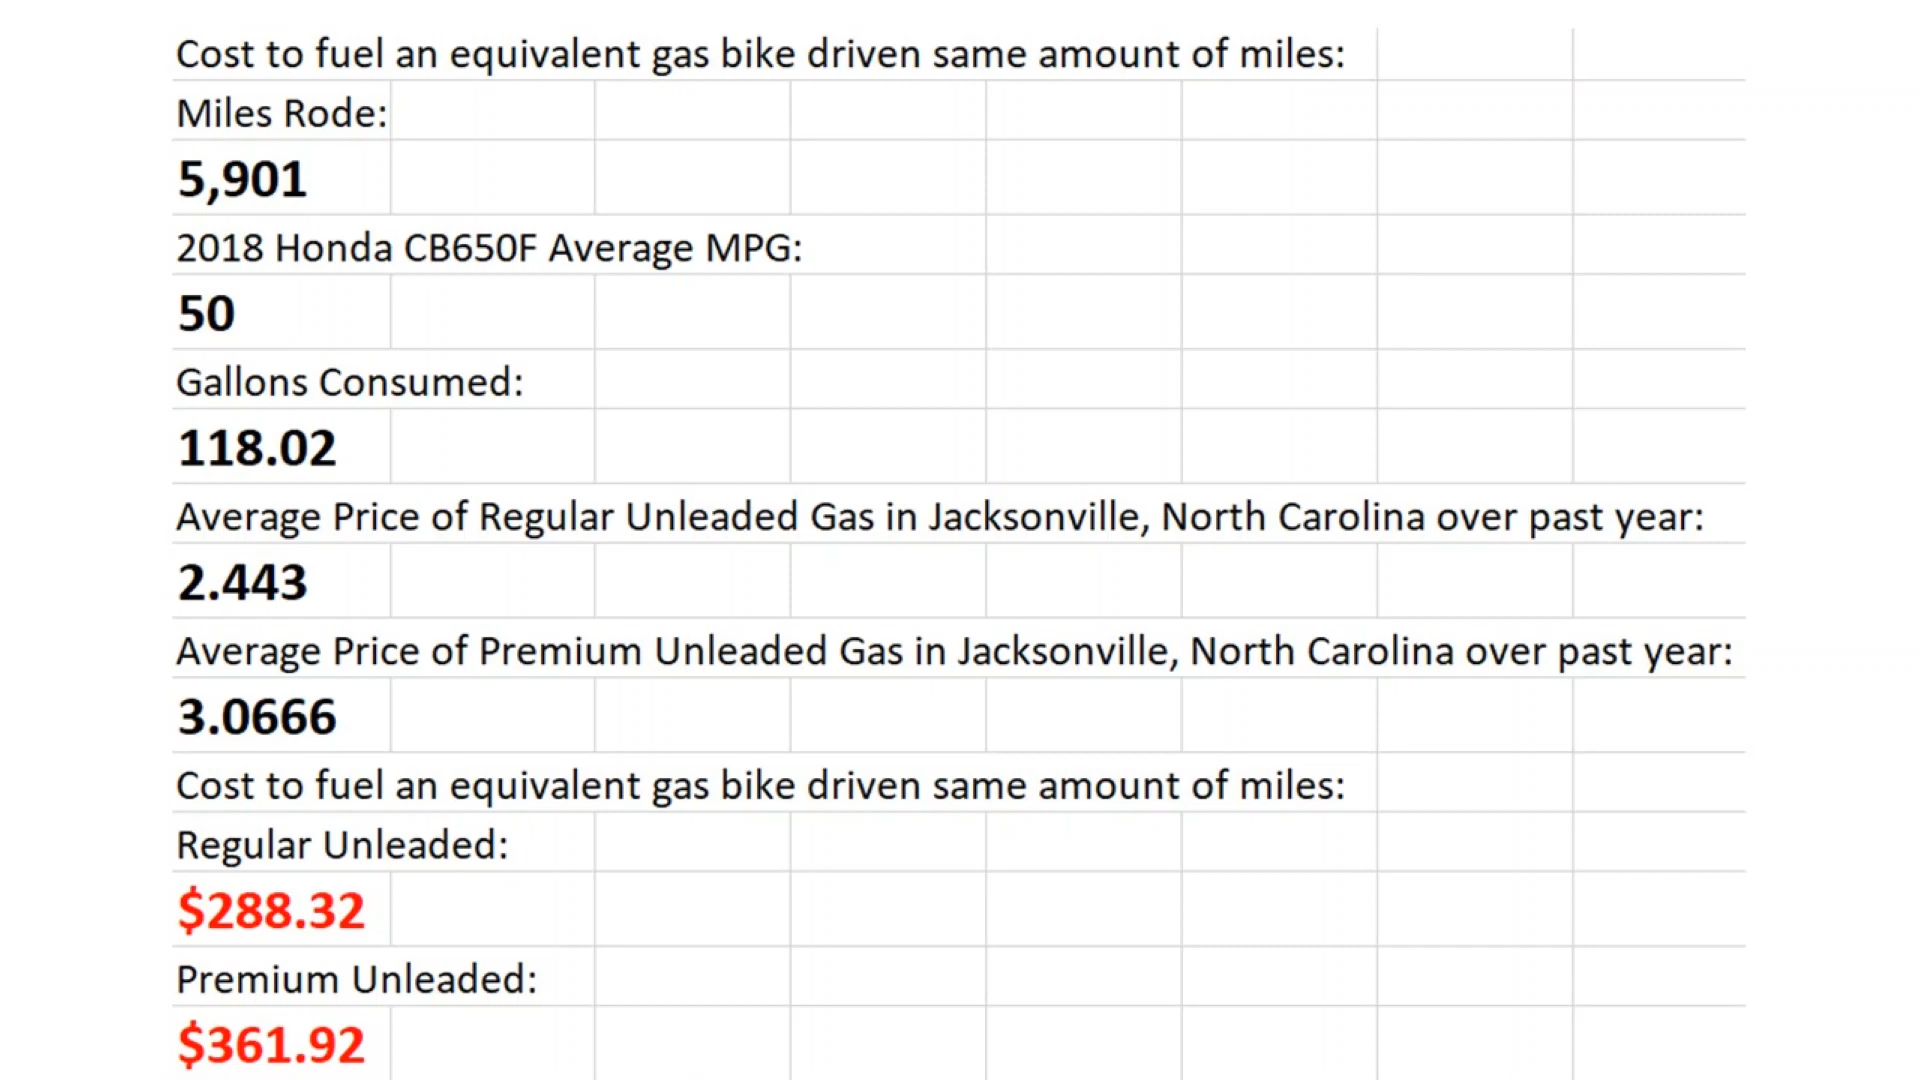 Cost to fuel an equivalent gas bike driven same amount of miles:
Miles Rode:
5,901
2018 Honda CB650F Average MPG:
50
Gallons Consumed:
118.02
Average Price of Regular Unleaded Gas in Jacksonville, North Carolina over past year:
2.443
Average Price of Premium Unleaded Gas in Jacksonville, North Carolina over past year:
3.0666
Cost to fuel an equivalent gas bike driven same amount of miles:
Regular Unleaded:
$288.32
Premium Unleaded:
$361.92